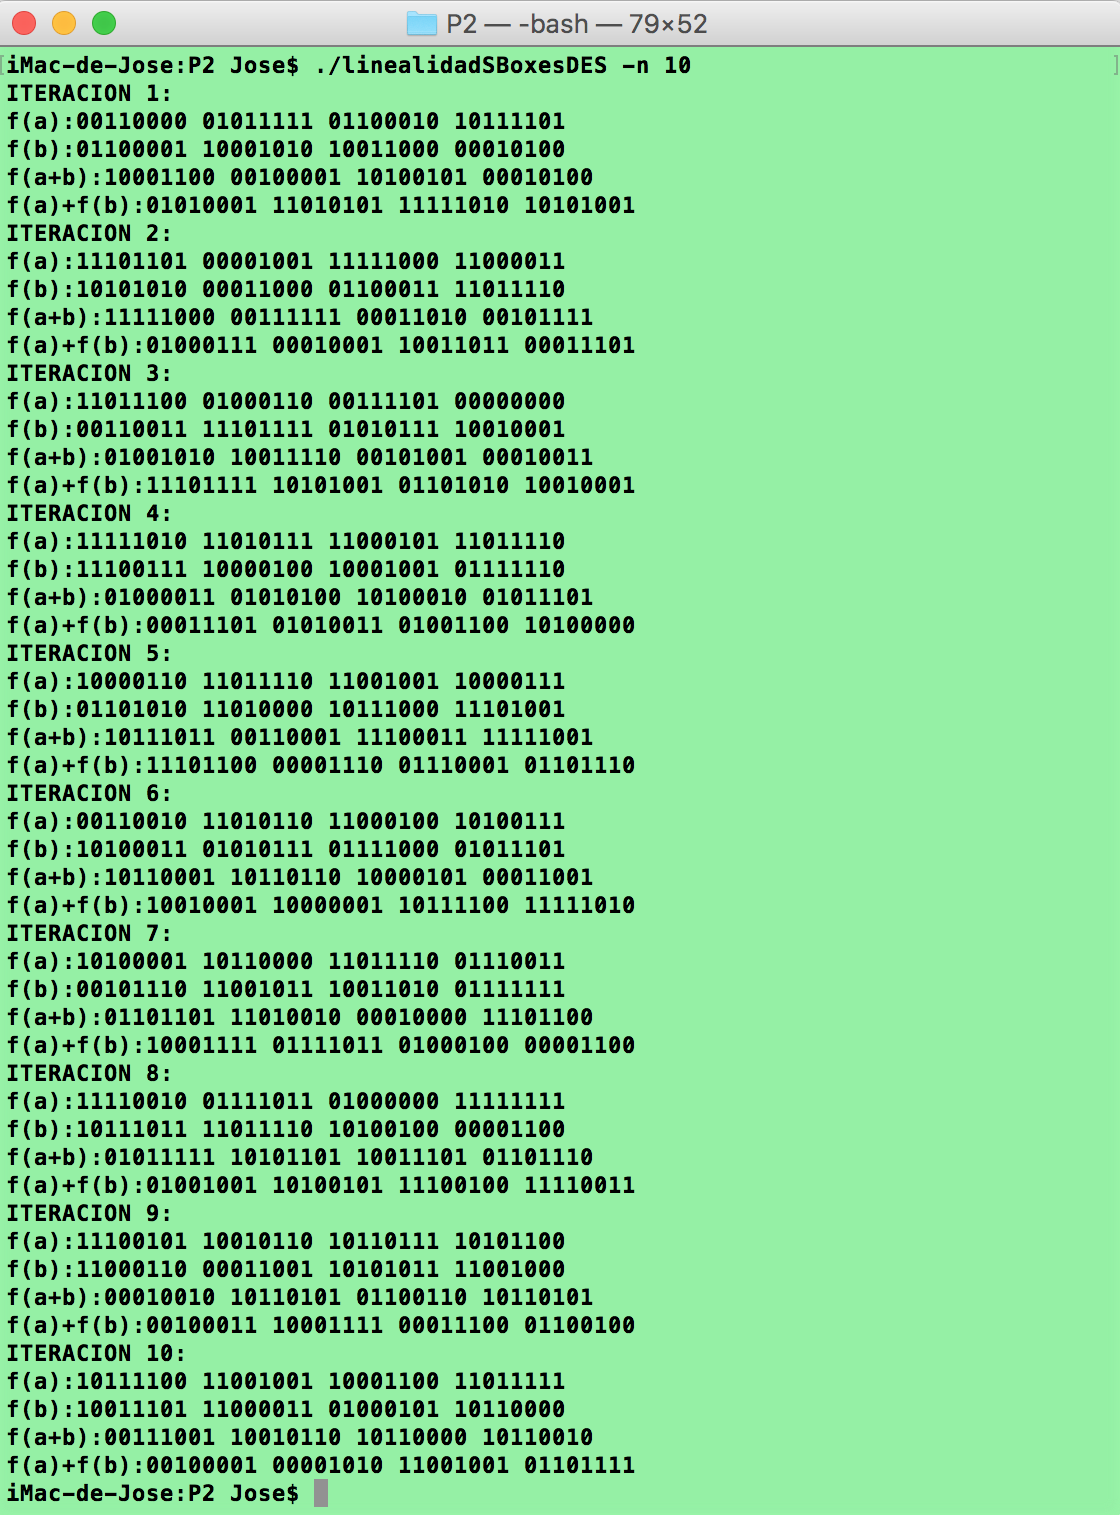 P2 — -bash — 79×52
iMac-de-Jose:P2 Jose$ ./linealidadSBoxesDES -n 10
ITERACION 1:
f(a):00110000 01011111 01100010 10111101
f(b):01100001 10001010 10011000 00010100
f(a+b):10001100 00100001 10100101 00010100
f(a)+f(b):01010001 11010101 11111010 10101001
ITERACION 2:
f(a):11101101 00001001 11111000 11000011
f(b):10101010 00011000 01100011 11011110
f(a+b):11111000 00111111 00011010 00101111
f(a)+f(b):01000111 00010001 10011011 00011101
ITERACION 3:
f(a):11011100 01000110 00111101 00000000
f(b):00110011 11101111 01010111 10010001
f(a+b):01001010 10011110 00101001 00010011
f(a)+f(b):11101111 10101001 01101010 10010001
ITERACION 4:
f(a):11111010 11010111 11000101 11011110
f(b):11100111 10000100 10001001 01111110
f(a+b):01000011 01010100 10100010 01011101
f(a)+f(b):00011101 01010011 01001100 10100000
ITERACION 5:
f(a):10000110 11011110 11001001 10000111
f(b):01101010 11010000 10111000 11101001
f(a+b):10111011 00110001 11100011 11111001
f(a)+f(b):11101100 00001110 01110001 01101110
ITERACION 6:
f(a):00110010 11010110 11000100 10100111
f(b):10100011 01010111 01111000 01011101
f(a+b):10110001 10110110 10000101 00011001
f(a)+f(b):10010001 10000001 10111100 11111010
ITERACION 7:
f(a):10100001 10110000 11011110 01110011
f(b):00101110 11001011 10011010 01111111
f(a+b):01101101 11010010 00010000 11101100
f(a)+f(b):10001111 01111011 01000100 00001100
ITERACION 8:
f(a):11110010 01111011 01000000 11111111
f(b):10111011 11011110 10100100 00001100
f(a+b):01011111 10101101 10011101 01101110
f(a)+f(b):01001001 10100101 11100100 11110011
ITERACION 9:
f(a):11100101 10010110 10110111 10101100
f(b):11000110 00011001 10101011 11001000
f(a+b):00010010 10110101 01100110 10110101
f(a)+f(b):00100011 10001111 00011100 01100100
ITERACION 10:
f(a):10111100 11001001 10001100 11011111
f(b):10011101 11000011 01000101 10110000
f(a+b):00111001 10010110 10110000 10110010
f(a)+f(b):00100001 00001010 11001001 01101111
iMac-de-Jose:P2 Jose$